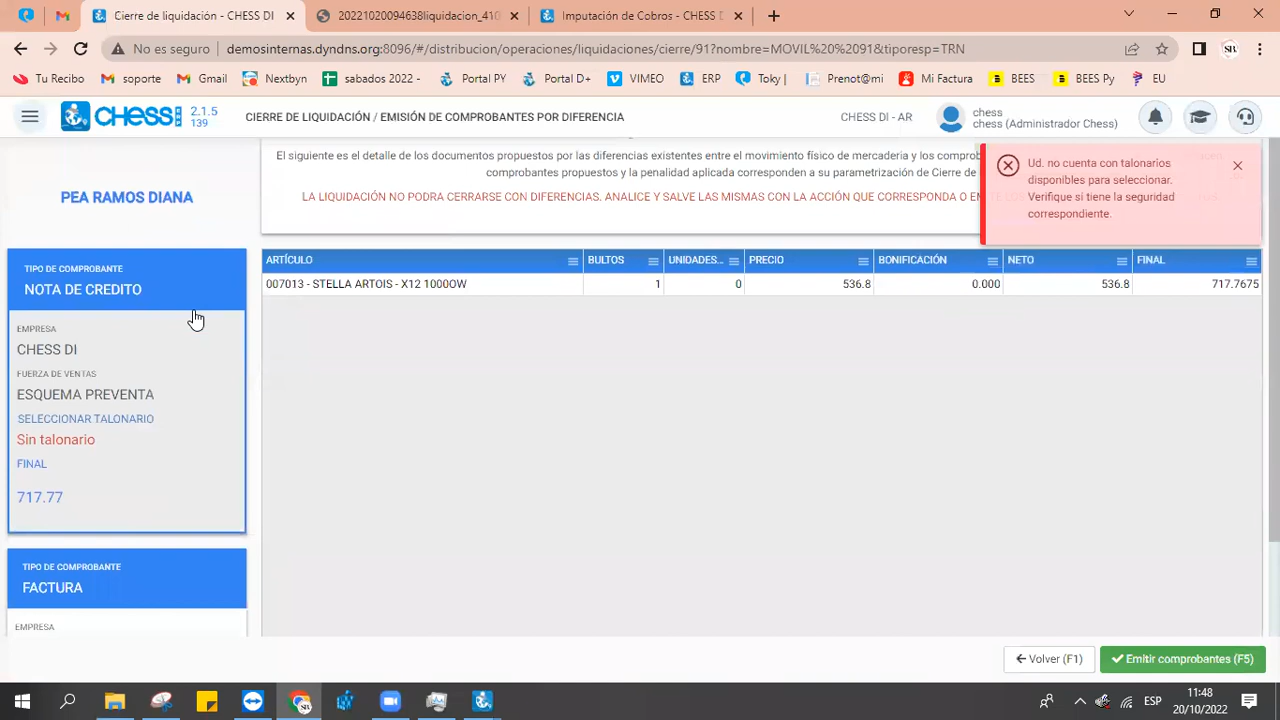 Cierre de liquidación - CHESS DI
20221020094638liquidacion_410
Imputación de Cobros - CHESS D
No es seguro
demosinternas.dyndns.org:8096/#/distribucion/operaciones/liquidaciones/cierre/91?nombre=MOVIL%20%2091&tiporesp=TRN
Tu Recibo
soporte
Gmail
Nextbyn
sabados 2022 -
Portal PY
Portal D+
VIMEO
ERP
Toky |
Prenot@mi
Mi Factura
BEES
BEES Py
EU
CHESS
2.1.5
139
CIERRE DE LIQUIDACIÓN / EMISIÓN DE COMPROBANTES POR DIFERENCIA
CHESS DI - AR
chess
chess (Administrador Chess)
El siguiente es el detalle de los documentos propuestos por las diferencias existentes entre el movimiento físico de mercaderia y los
comprobantes propuestos y la penalidad aplicada corresponden a su parametrización de Cierre de
LA LIQUIDACIÓN NO PODRA CERRARSE CON DIFERENCIAS. ANALICE Y SALVE LAS MISMAS CON LA ACCIÓN QUE CORRESPONDA O
Ud. no cuenta con talonarios
disponibles para seleccionar.
Verifique si tiene la seguridad
correspondiente.
PEA RAMOS DIANA
TIPO DE COMPROBANTE
NOTA DE CREDITO
EMPRESA
CHESS DI
FUERZA DE VENTAS
ESQUEMA PREVENTA
SELECCIONAR TALONARIO
Sin talonario
FINAL
717.77
TIPO DE COMPROBANTE
FACTURA
EMPRESA
ARTÍCULO BULTOS UNIDADES... PRECIO BONIFICACIÓN NETO FINAL
007013 - STELLA ARTOIS - X12 1000OW 1 0 536.8 0.000 536.8 717.7675
Volver (F1)
Emitir comprobantes (F5)
ESP
11:48
20/10/2022